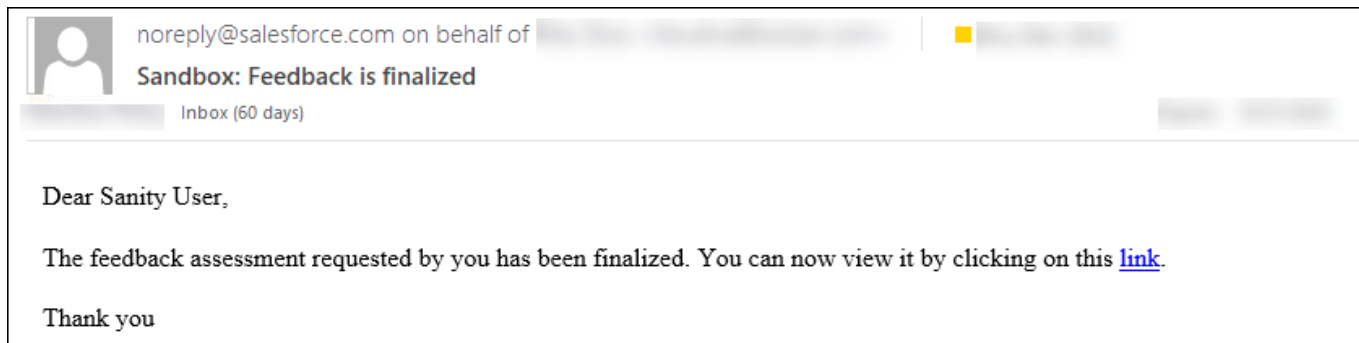 noreply@salesforce.com on behalf of
Sandbox: Feedback is finalized
Inbox (60 days)
Dear Sanity User,
The feedback assessment requested by you has been finalized. You can now view it by clicking on this link.
Thank you